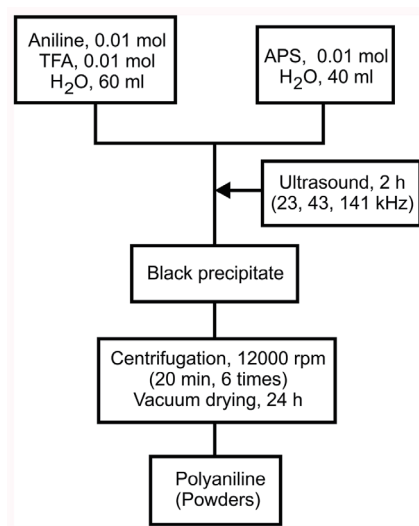 Aniline, 0.01 mol
TFA, 0.01 mol
H₂O, 60 ml
APS, 0.01 mol
H₂O, 40 ml
Ultrasound, 2 h
(23, 43, 141 kHz)
Black precipitate
Centrifugation, 12000 rpm
(20 min, 6 times)
Vacuum drying, 24 h
Polyaniline
(Powders)